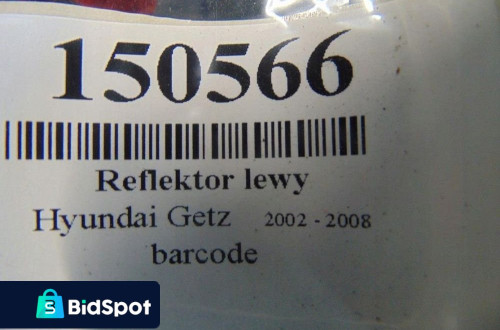 150566
Reflektor lewy
Hyundai Getz 2002 - 2008
barcode
BidSpot